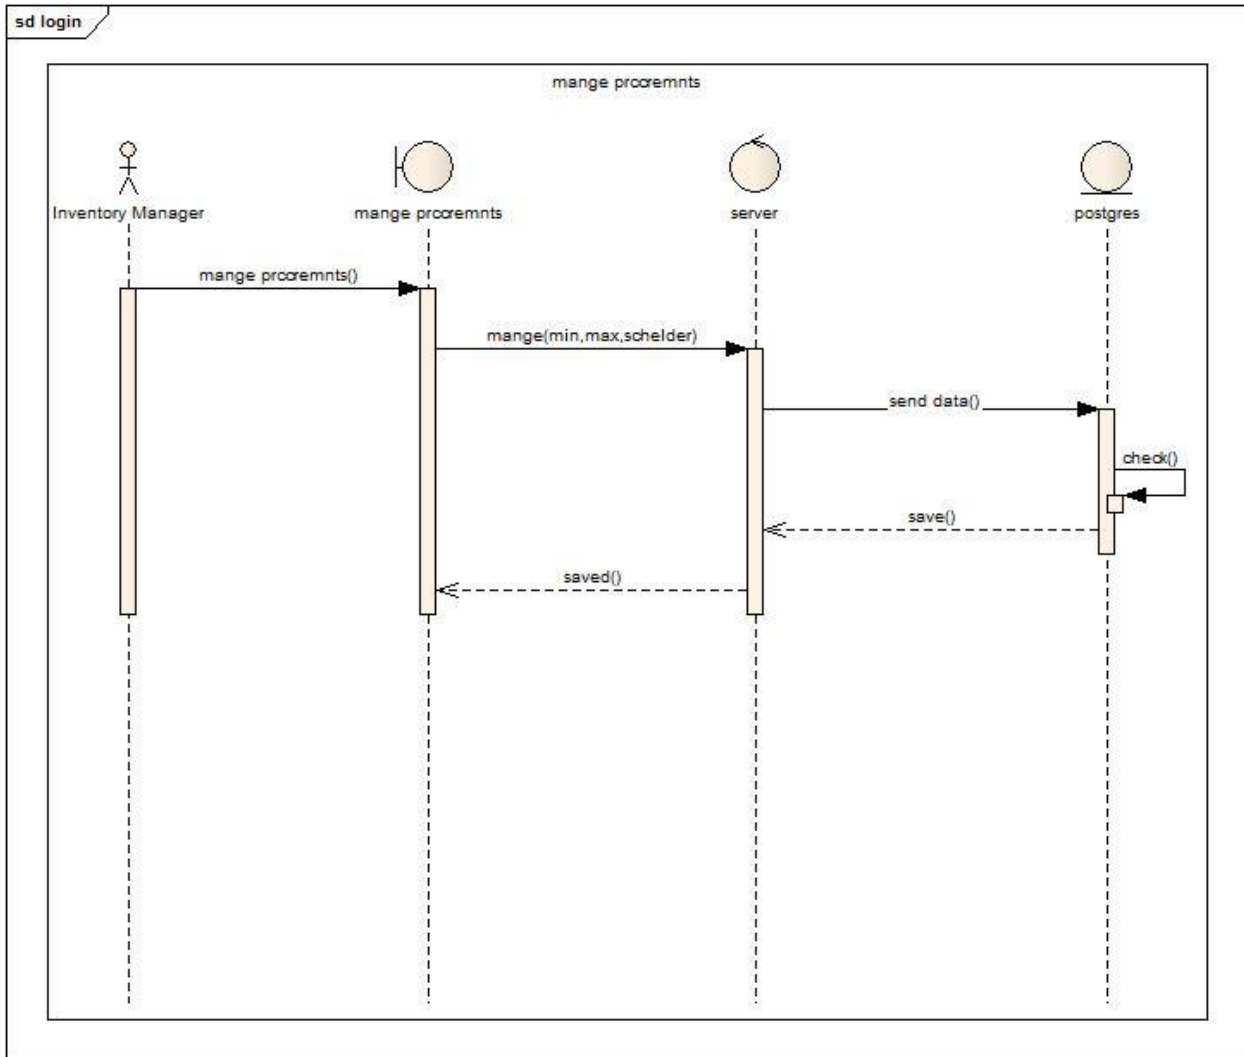 sd login
mange prcoremnts
Inventory Manager
mange prcoremnts
server
postgres
mange prcoremnts()
mange(min,max,schelder)
send data()
check()
save()
saved()